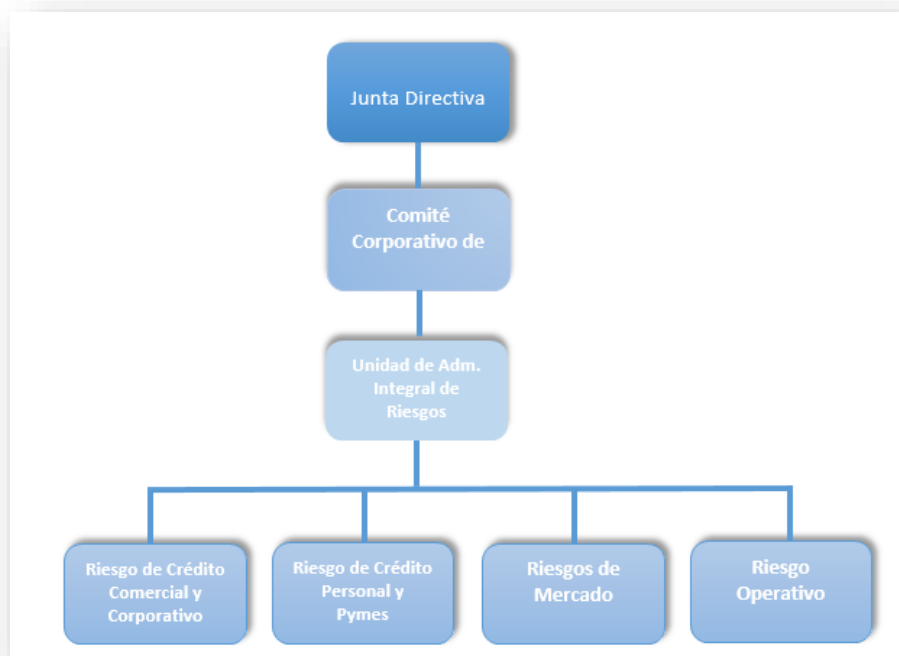 Junta Directiva
Comité
Corporativo de
Unidad de Adm.
Integral de
Riesgos
Riesgo de Crédito
Comercial y
Corporativo
Riesgo de Crédito
Personal y
Pymes
Riesgos de
Mercado
Riesgo
Operativo